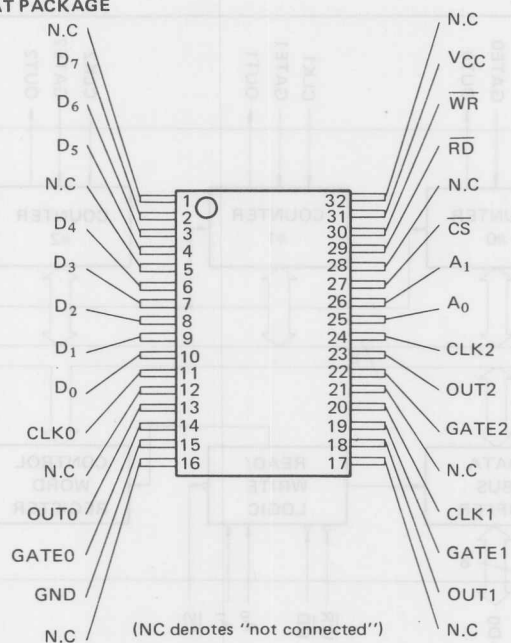 AT PACKAGE
N.C
D7
D6
D5
N.C
D4
D3
D2
D1
D0
CLK0
N.C
OUT0
GATE0
GND
N.C
1
2
3
4
5
6
7
8
9
10
11
12
13
14
15
16
32
31
30
29
28
27
26
25
24
23
22
21
20
19
18
17
N.C
VCC
W̅R̅
R̅D̅
N.C
C̅S̅
A1
A0
CLK2
OUT2
GATE2
N.C
CLK1
GATE1
OUT1
N.C
(NC denotes "not connected")